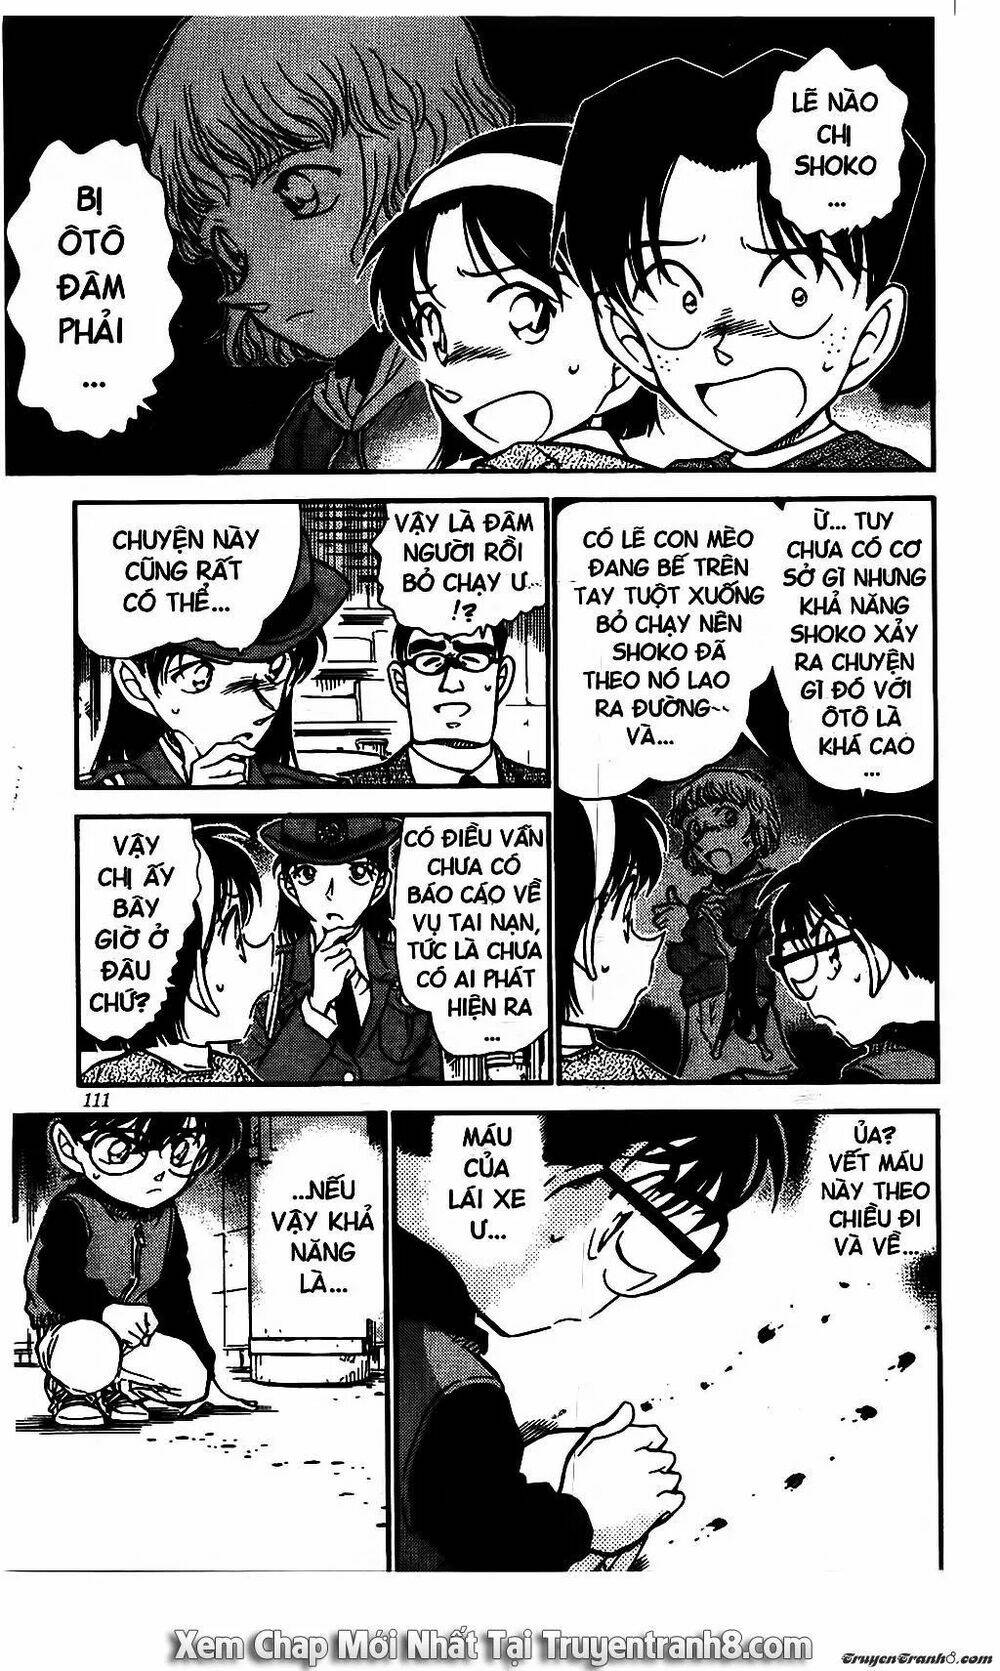 LẼ NÀO
CHỊ
SHOKO
...
BỊ
ÔTÔ
ĐÂM
PHẢI
...
Ừ... TUY
CHƯA CÓ CƠ
SỞ GÌ NHƯNG
KHẢ NĂNG
SHOKO XẢY
RA CHUYỆN
GÌ ĐÓ VỚI
ÔTÔ LÀ
KHÁ CAO
...
CÓ LẼ CON MÈO
ĐANG BẾ TRÊN
TAY TUỘT XUỐNG
BỎ CHẠY NÊN
SHOKO ĐÃ
THEO NÓ LAO
RA ĐƯỜNG--
VÀ...
VẬY LÀ ĐÂM
NGƯỜI RỒI
BỎ CHẠY Ư...
!?
CHUYỆN NÀY
CŨNG RẤT
CÓ THỂ...
CÓ ĐIỀU VẪN
CHƯA CÓ
BÁO CÁO VỀ
VỤ TAI NẠN,
TỨC LÀ CHƯA
CÓ AI PHÁT
HIỆN RA
...
VẬY
CHỊ ẤY
BÂY
GIỜ Ở
ĐÂU
CHỨ?
111
ỦA?
VẾT MÁU
NÀY THEO
CHIỀU ĐI
VÀ VỀ...
MÁU
CỦA
LÁI XE
Ư...
...NẾU
VẬY KHẢ
NĂNG
LÀ...
Xem Chap Mới Nhất Tại Truyentranh8.com
TruyenTranh8.com